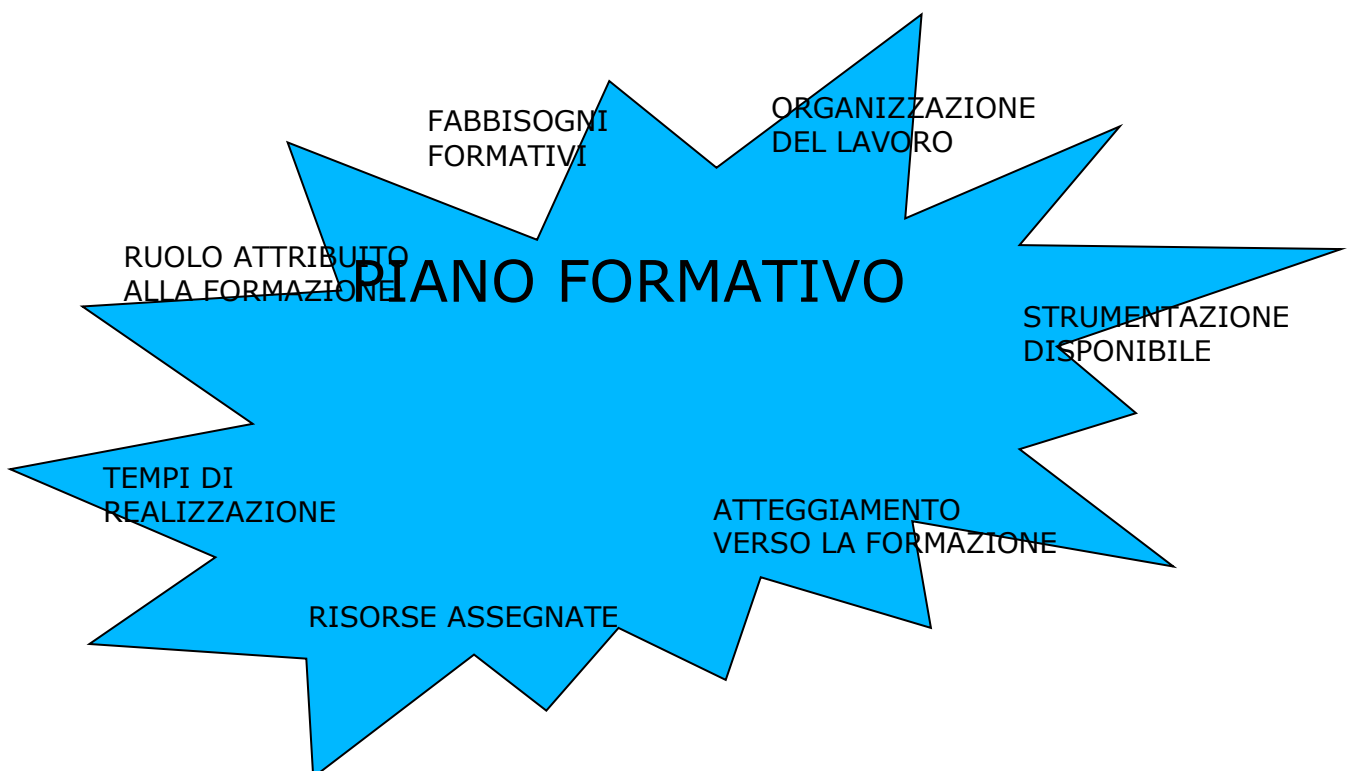 FABBISOGNI
FORMATIVI
ORGANIZZAZIONE
DEL LAVORO
RUOLO ATTRIBUITO
ALLA FORMAZIONE
PIANO FORMATIVO
STRUMENTAZIONE
DISPONIBILE
TEMPI DI
REALIZZAZIONE
ATTEGGIAMENTO
VERSO LA FORMAZIONE
RISORSE ASSEGNATE